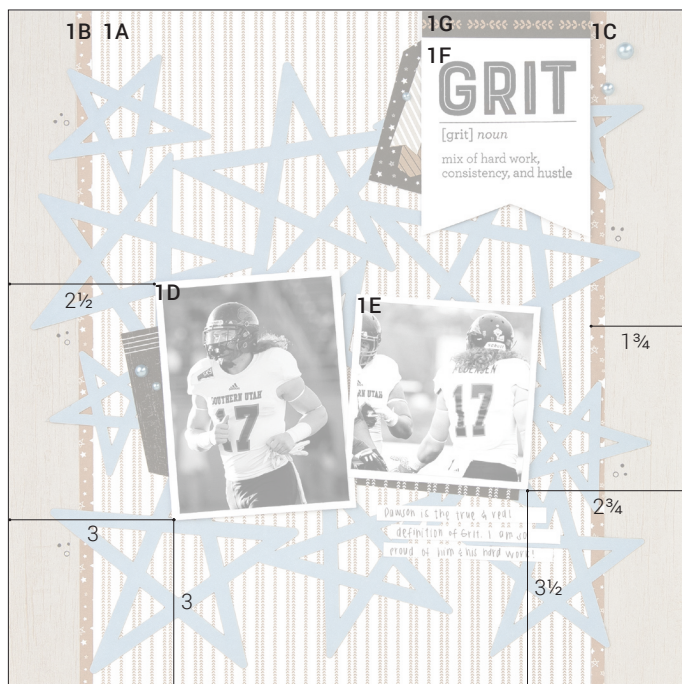 1B 1A
1G
1C
1F
GRIT
[grit] noun
mix of hard work,
consistency, and hustle
2½
1D
1E
1¾
SOUTHERN UTAH
17
UTAH
PEDERSEN
17
2¾
Dawson is the true & real
definition of Grit. I am so
proud of him & his hard work!
3
3
3½